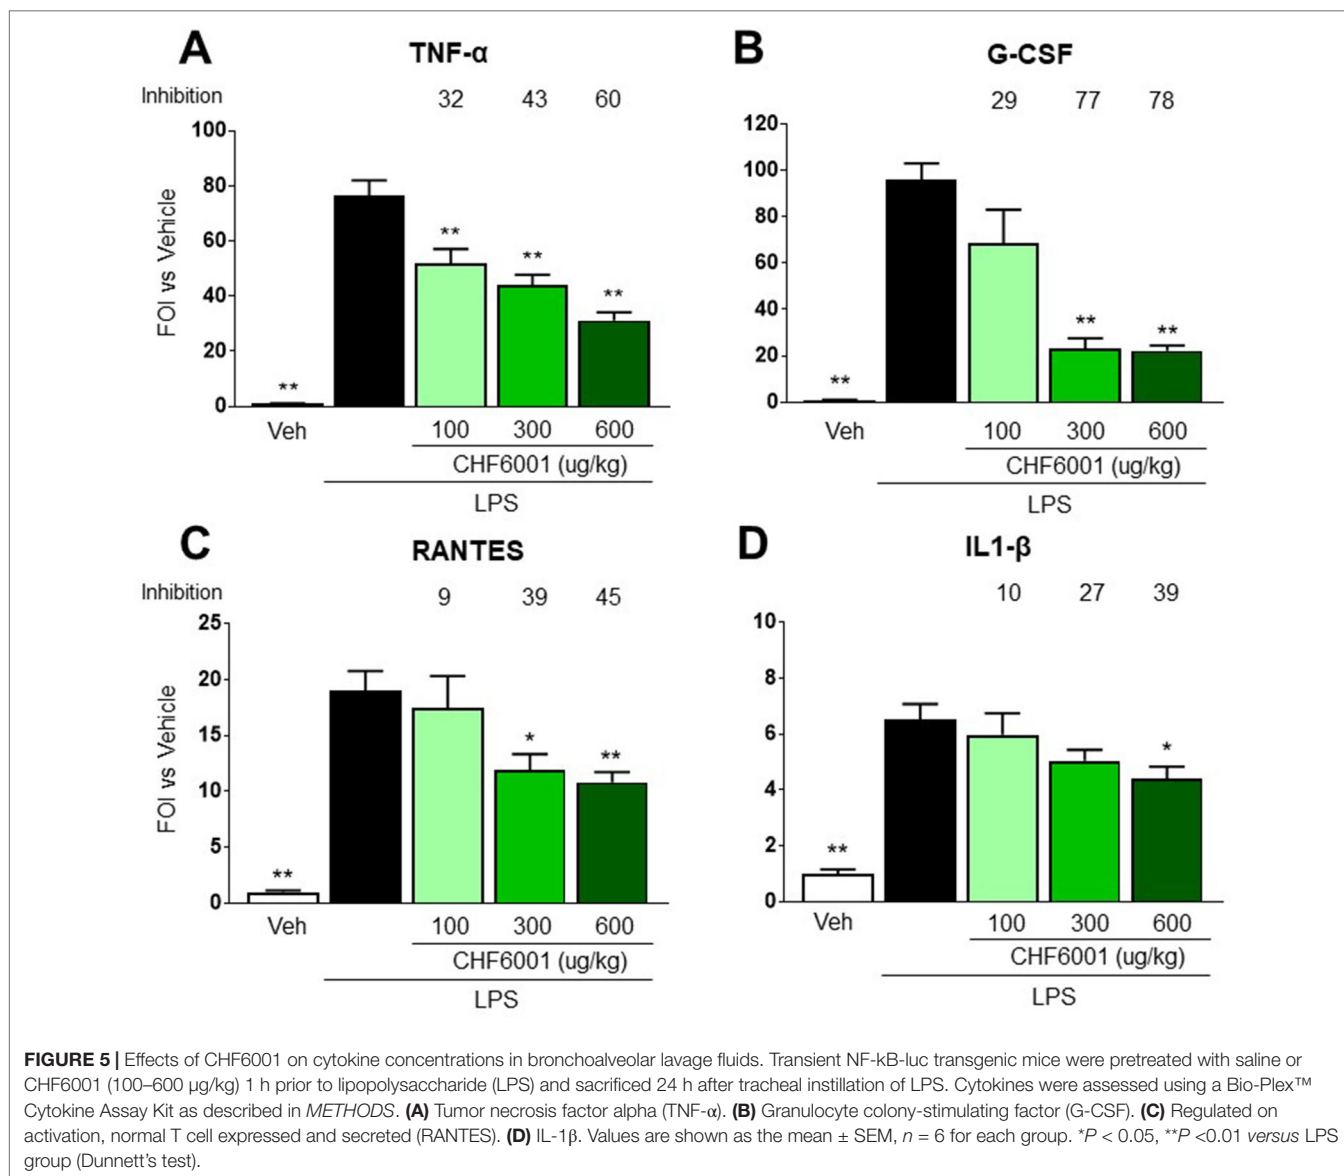 A
TNF-α
Inhibition 32 43 60
100
80
60
40
20
0
FOI vs Vehicle
**
**
**
**
Veh 100 300 600
CHF6001 (ug/kg)
LPS
B
G-CSF
29 77 78
120
100
80
60
40
20
0
**
**
**
Veh 100 300 600
CHF6001 (ug/kg)
LPS
C
RANTES
Inhibition 9 39 45
25
20
15
10
5
0
FOI vs Vehicle
**
*
**
Veh 100 300 600
CHF6001 (ug/kg)
LPS
D
IL1-β
10 27 39
10
8
6
4
2
0
**
*
Veh 100 300 600
CHF6001 (ug/kg)
LPS
FIGURE 5 | Effects of CHF6001 on cytokine concentrations in bronchoalveolar lavage fluids. Transient NF-kB-luc transgenic mice were pretreated with saline or
CHF6001 (100–600 μg/kg) 1 h prior to lipopolysaccharide (LPS) and sacrificed 24 h after tracheal instillation of LPS. Cytokines were assessed using a Bio-Plex™
Cytokine Assay Kit as described in METHODS. (A) Tumor necrosis factor alpha (TNF-α). (B) Granulocyte colony-stimulating factor (G-CSF). (C) Regulated on
activation, normal T cell expressed and secreted (RANTES). (D) IL-1β. Values are shown as the mean ± SEM, n = 6 for each group. *P < 0.05, **P <0.01 versus LPS
group (Dunnett's test).